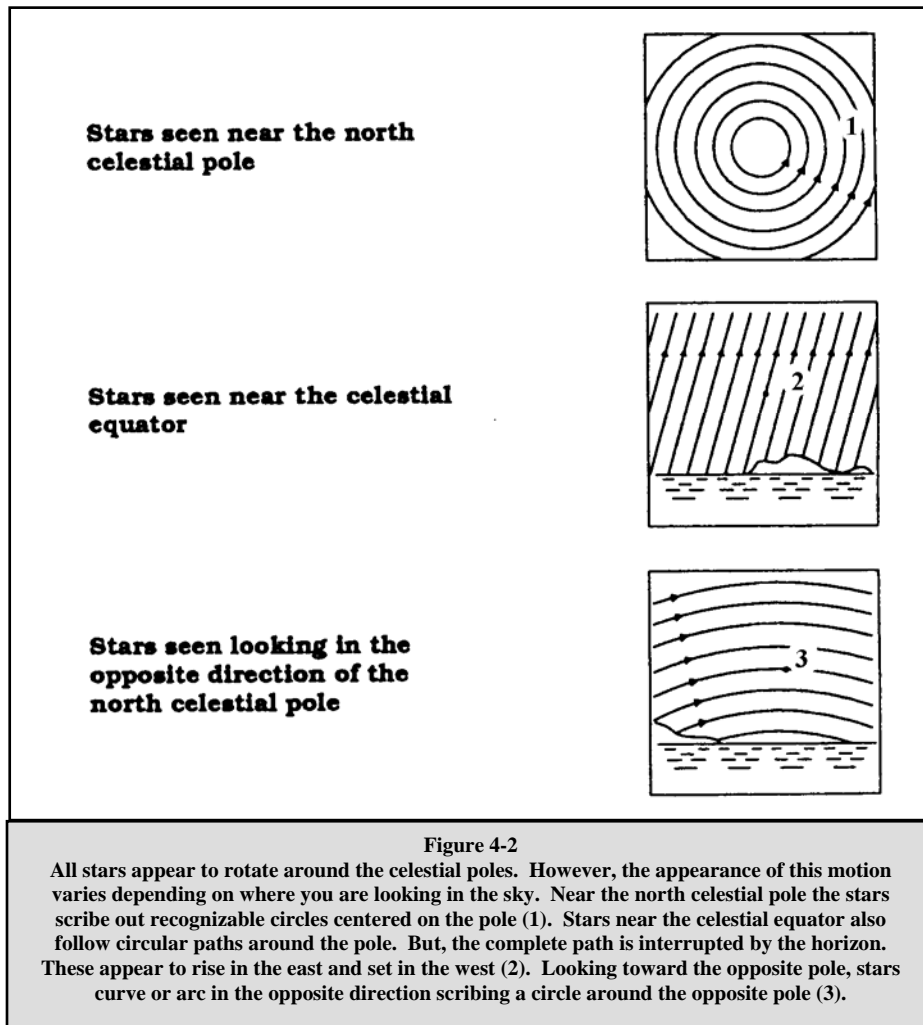 Stars seen near the north
celestial pole
1
Stars seen near the celestial
equator
2
Stars seen looking in the
opposite direction of the
north celestial pole
3
Figure 4-2
All stars appear to rotate around the celestial poles. However, the appearance of this motion
varies depending on where you are looking in the sky. Near the north celestial pole the stars
scribe out recognizable circles centered on the pole (1). Stars near the celestial equator also
follow circular paths around the pole. But, the complete path is interrupted by the horizon.
These appear to rise in the east and set in the west (2). Looking toward the opposite pole, stars
curve or arc in the opposite direction scribing a circle around the opposite pole (3).